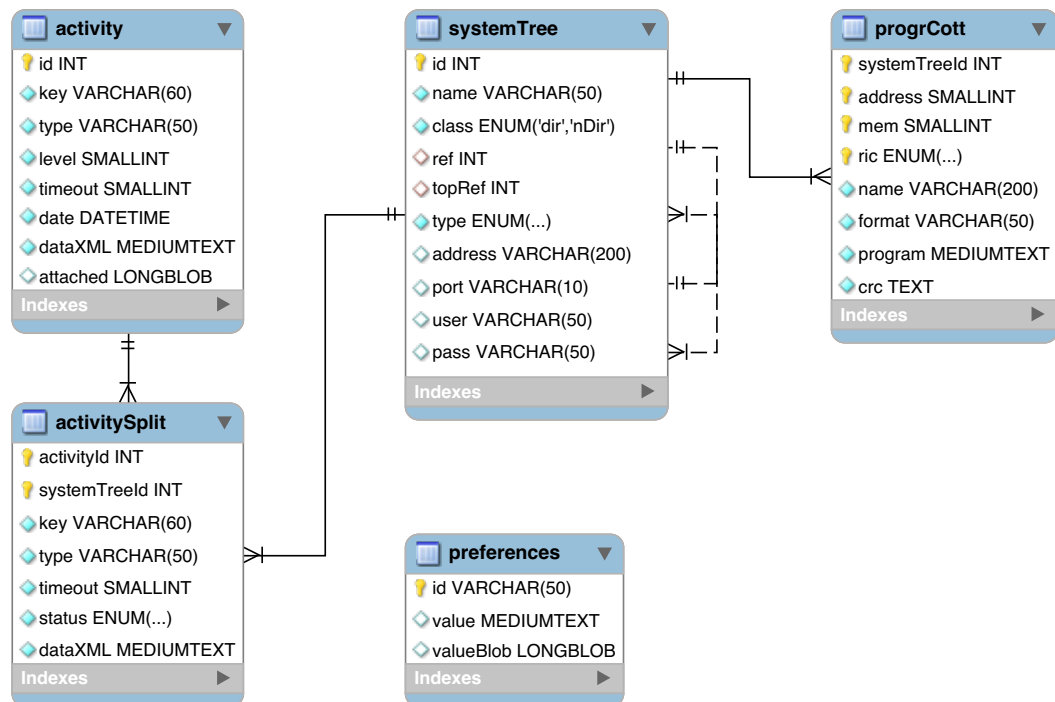 activity
id INT
key VARCHAR(60)
type VARCHAR(50)
level SMALLINT
timeout SMALLINT
date DATETIME
dataXML MEDIUMTEXT
attached LONGBLOB
Indexes
systemTree
id INT
name VARCHAR(50)
class ENUM('dir','nDir')
ref INT
topRef INT
type ENUM(...)
address VARCHAR(200)
port VARCHAR(10)
user VARCHAR(50)
pass VARCHAR(50)
Indexes
progrCott
systemTreeId INT
address SMALLINT
mem SMALLINT
ric ENUM(...)
name VARCHAR(200)
format VARCHAR(50)
program MEDIUMTEXT
crc TEXT
Indexes
activitySplit
activityId INT
systemTreeId INT
key VARCHAR(60)
type VARCHAR(50)
timeout SMALLINT
status ENUM(...)
dataXML MEDIUMTEXT
Indexes
preferences
id VARCHAR(50)
value MEDIUMTEXT
valueBlob LONGBLOB
Indexes